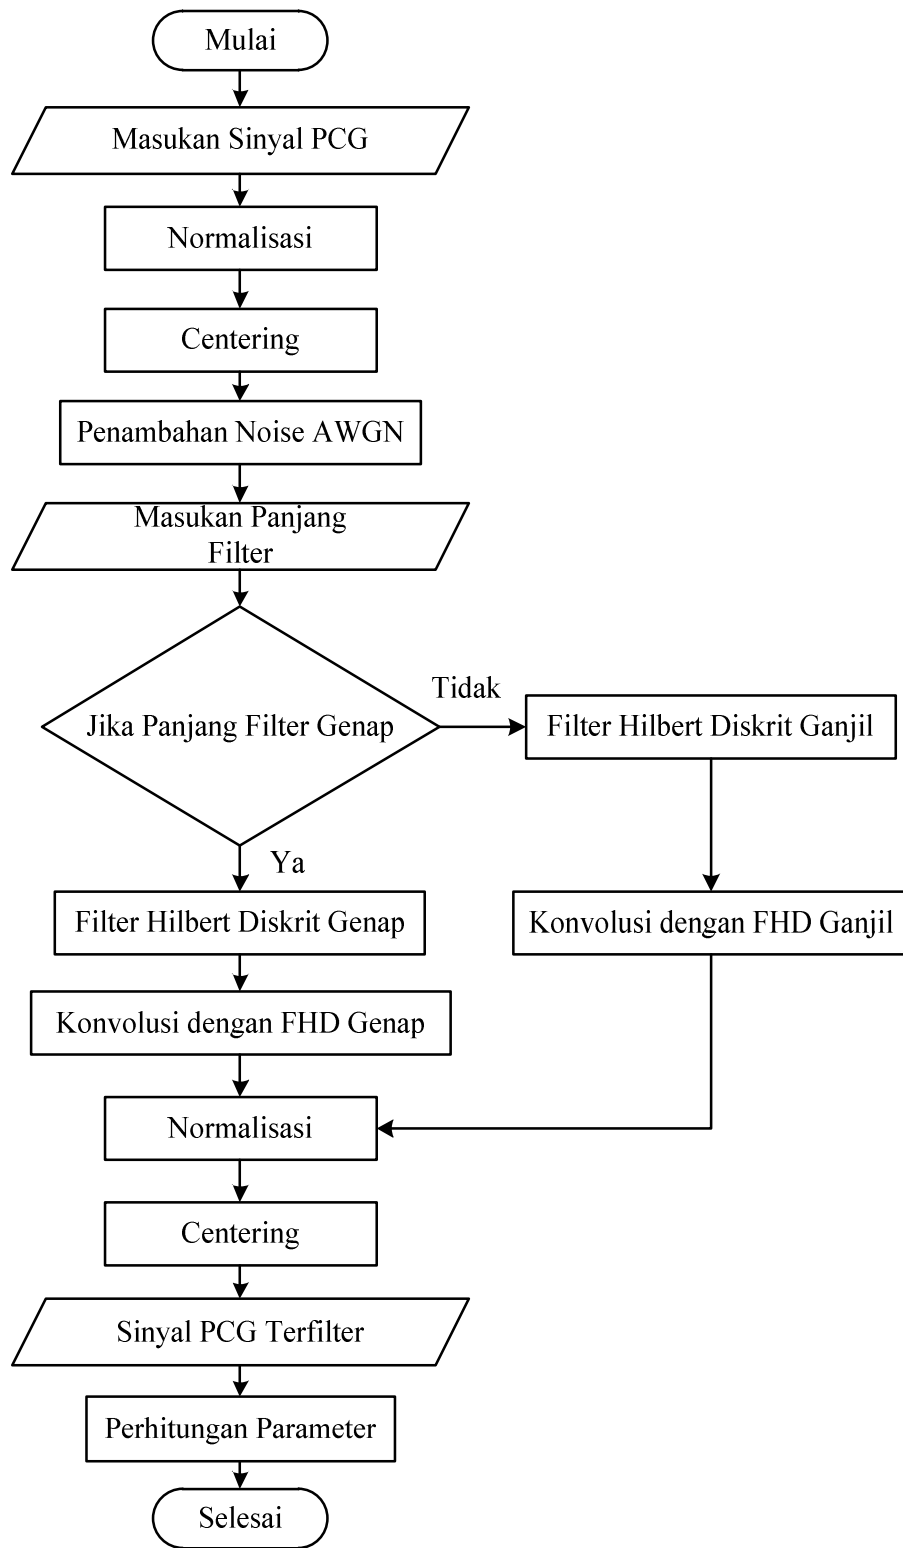 Mulai
Masukan Sinyal PCG
Normalisasi
Centering
Penambahan Noise AWGN
Masukan Panjang
Filter
Jika Panjang Filter Genap
Tidak
Filter Hilbert Diskrit Ganjil
Konvolusi dengan FHD Ganjil
Ya
Filter Hilbert Diskrit Genap
Konvolusi dengan FHD Genap
Normalisasi
Centering
Sinyal PCG Terfilter
Perhitungan Parameter
Selesai